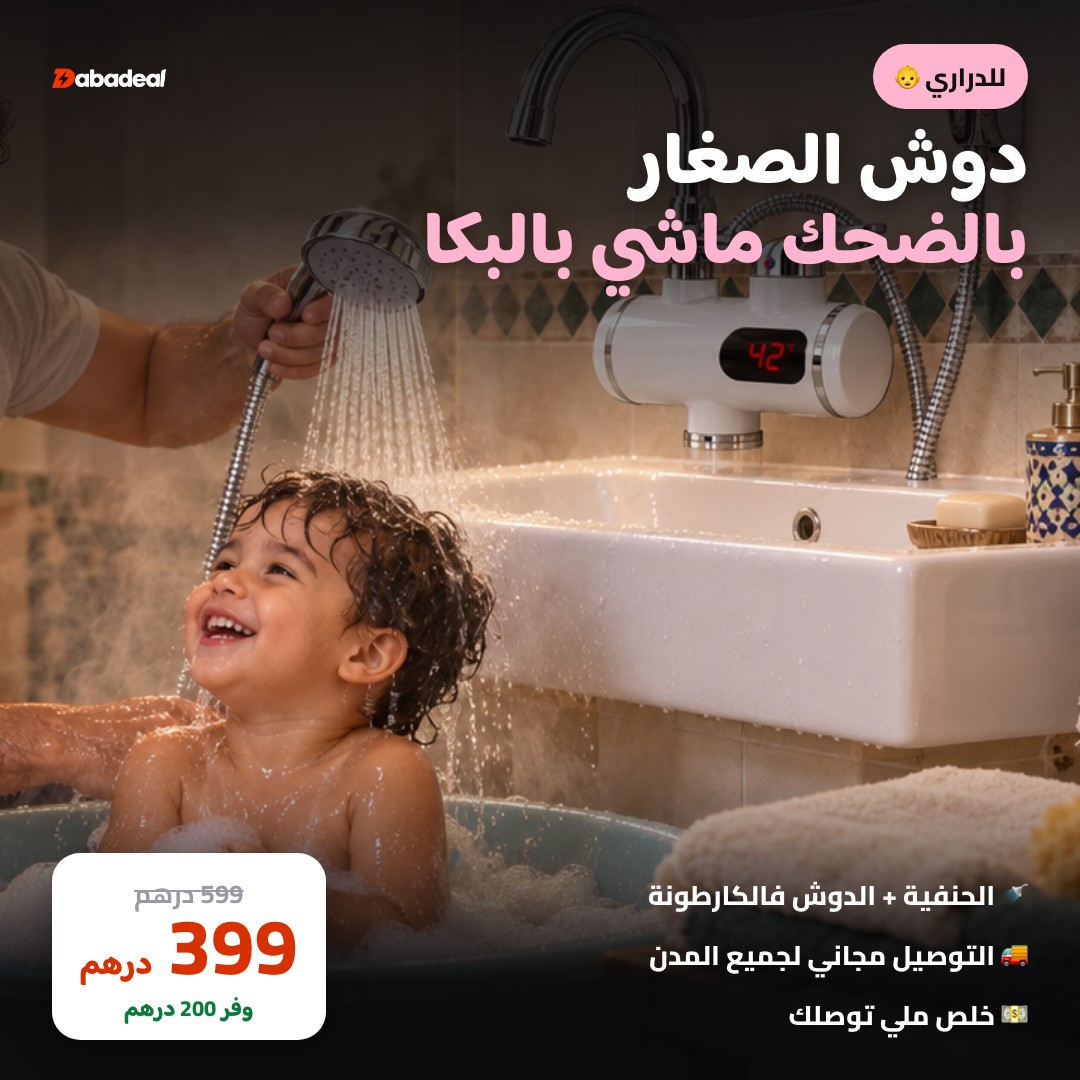 Dabadeal
للدراري 👶
دوش الصغار
بالضحك ماشي بالبكا
42°C
599 درهم
399 درهم
وفر 200 درهم
🚿 الحنفية + الدوش فالكارطونة
🚚 التوصيل مجاني لجميع المدن
💵 خلص ملي توصلك